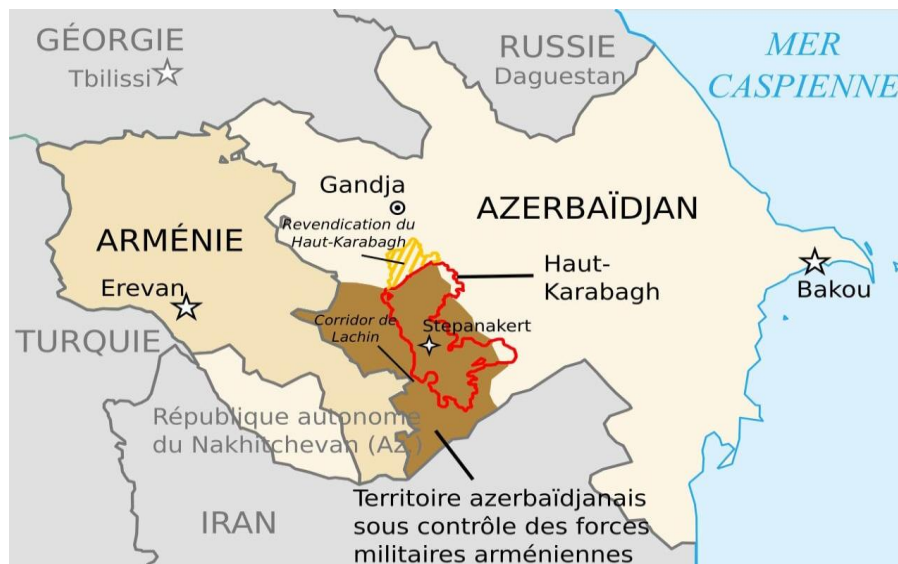 GÉORGIE
Tbilissi
RUSSIE
Daguestan
MER
CASPIENNE
Gandja
AZERBAÏDJAN
Revendication du
Haut-Karabagh
ARMÉNIE
Haut-
Karabagh
Erevan
Bakou
Corridor de
Lachin
Stepanakert
TURQUIE
République autonome
du Nakhitchevan (Az.)
Territoire azerbaïdjanais
sous contrôle des forces
militaires arméniennes
IRAN